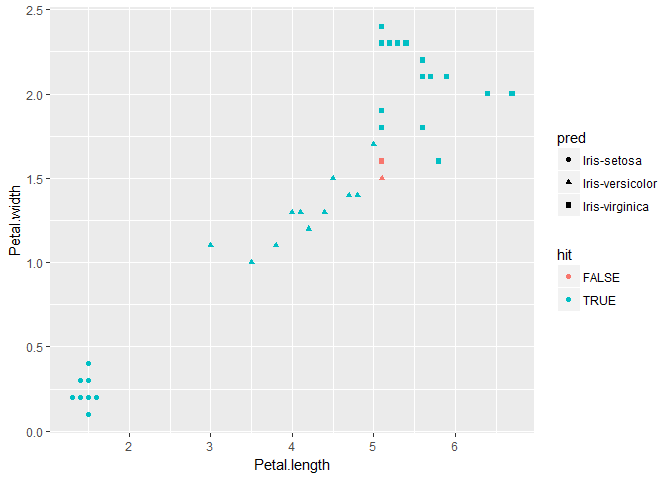 2.5
2.0
1.5
1.0
0.5
0.0
Petal.width
2 3 4 5 6
Petal.length
pred
Iris-setosa
Iris-versicolor
Iris-virginica
hit
FALSE
TRUE